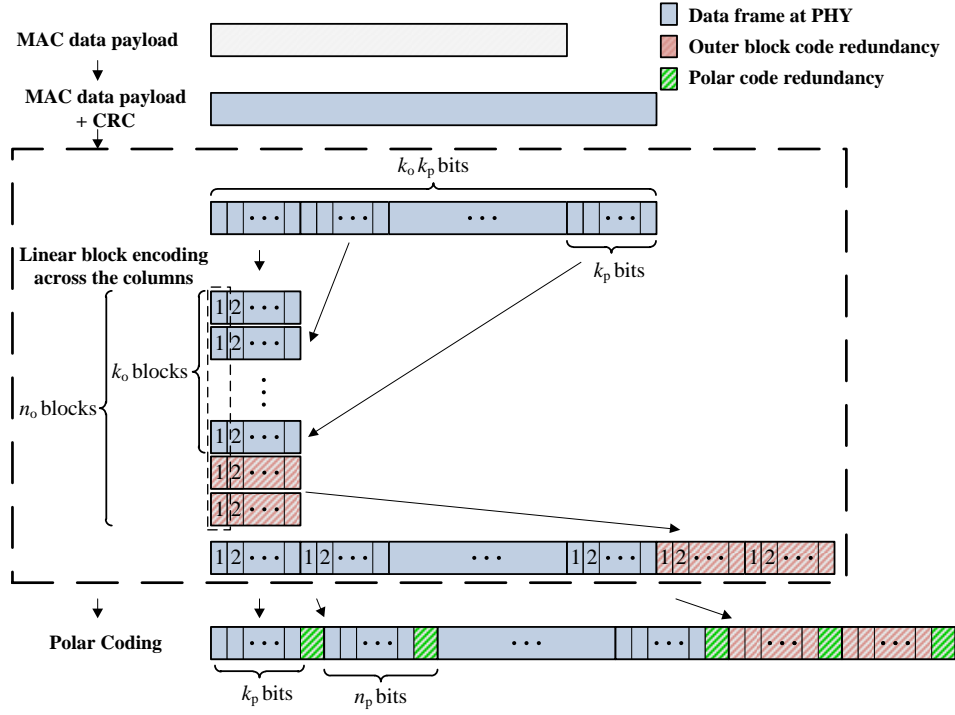 Data frame at PHY
MAC data payload
Outer block code redundancy
Polar code redundancy
MAC data payload
+ CRC
kₒ kₚ bits
• • • • • • • • •
• • •
Linear block encoding
across the columns
kₚ bits
1 2 • • •
1 2 • • •
kₒ blocks
nₒ blocks
1 2 • • •
1 2 • • •
1 2 • • •
1 2 • • • 1 2 • • • • • • 1 2 • • • 1 2 • • • 1 2 • • •
Polar Coding
• • • • • • • • • • • • • • • • • •
kₚ bits
nₚ bits